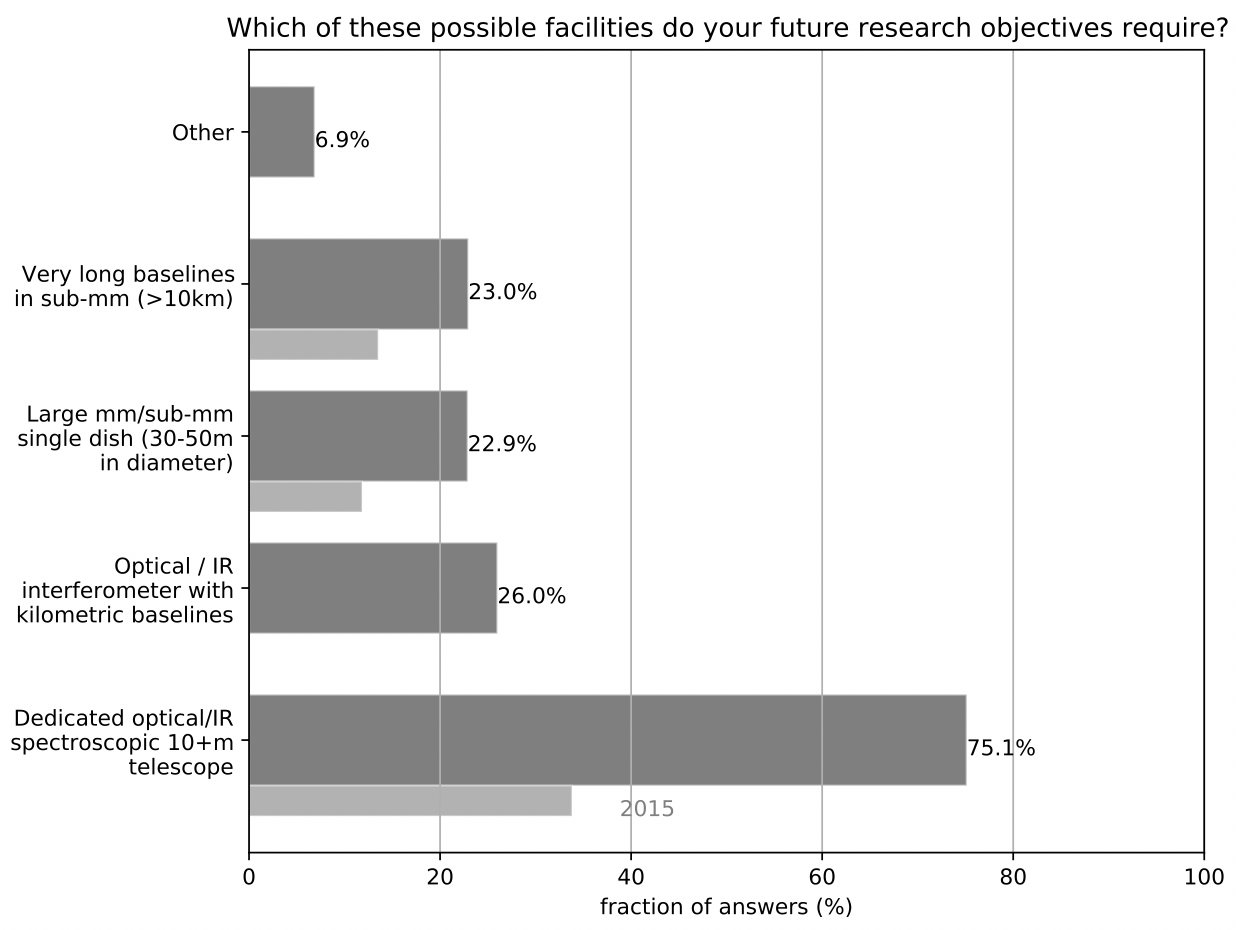 Which of these possible facilities do your future research objectives require?
Other
6.9%
Very long baselines
in sub-mm (>10km)
23.0%
Large mm/sub-mm
single dish (30-50m
in diameter)
22.9%
Optical / IR
interferometer with
kilometric baselines
26.0%
Dedicated optical/IR
spectroscopic 10+m
telescope
75.1%
2015
0 20 40 60 80 100
fraction of answers (%)